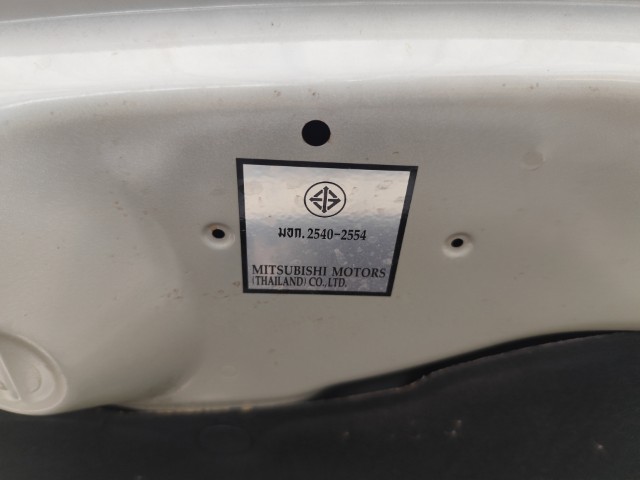 มอก.2540-2554
MITSUBISHI MOTORS
(THAILAND) CO.,LTD.